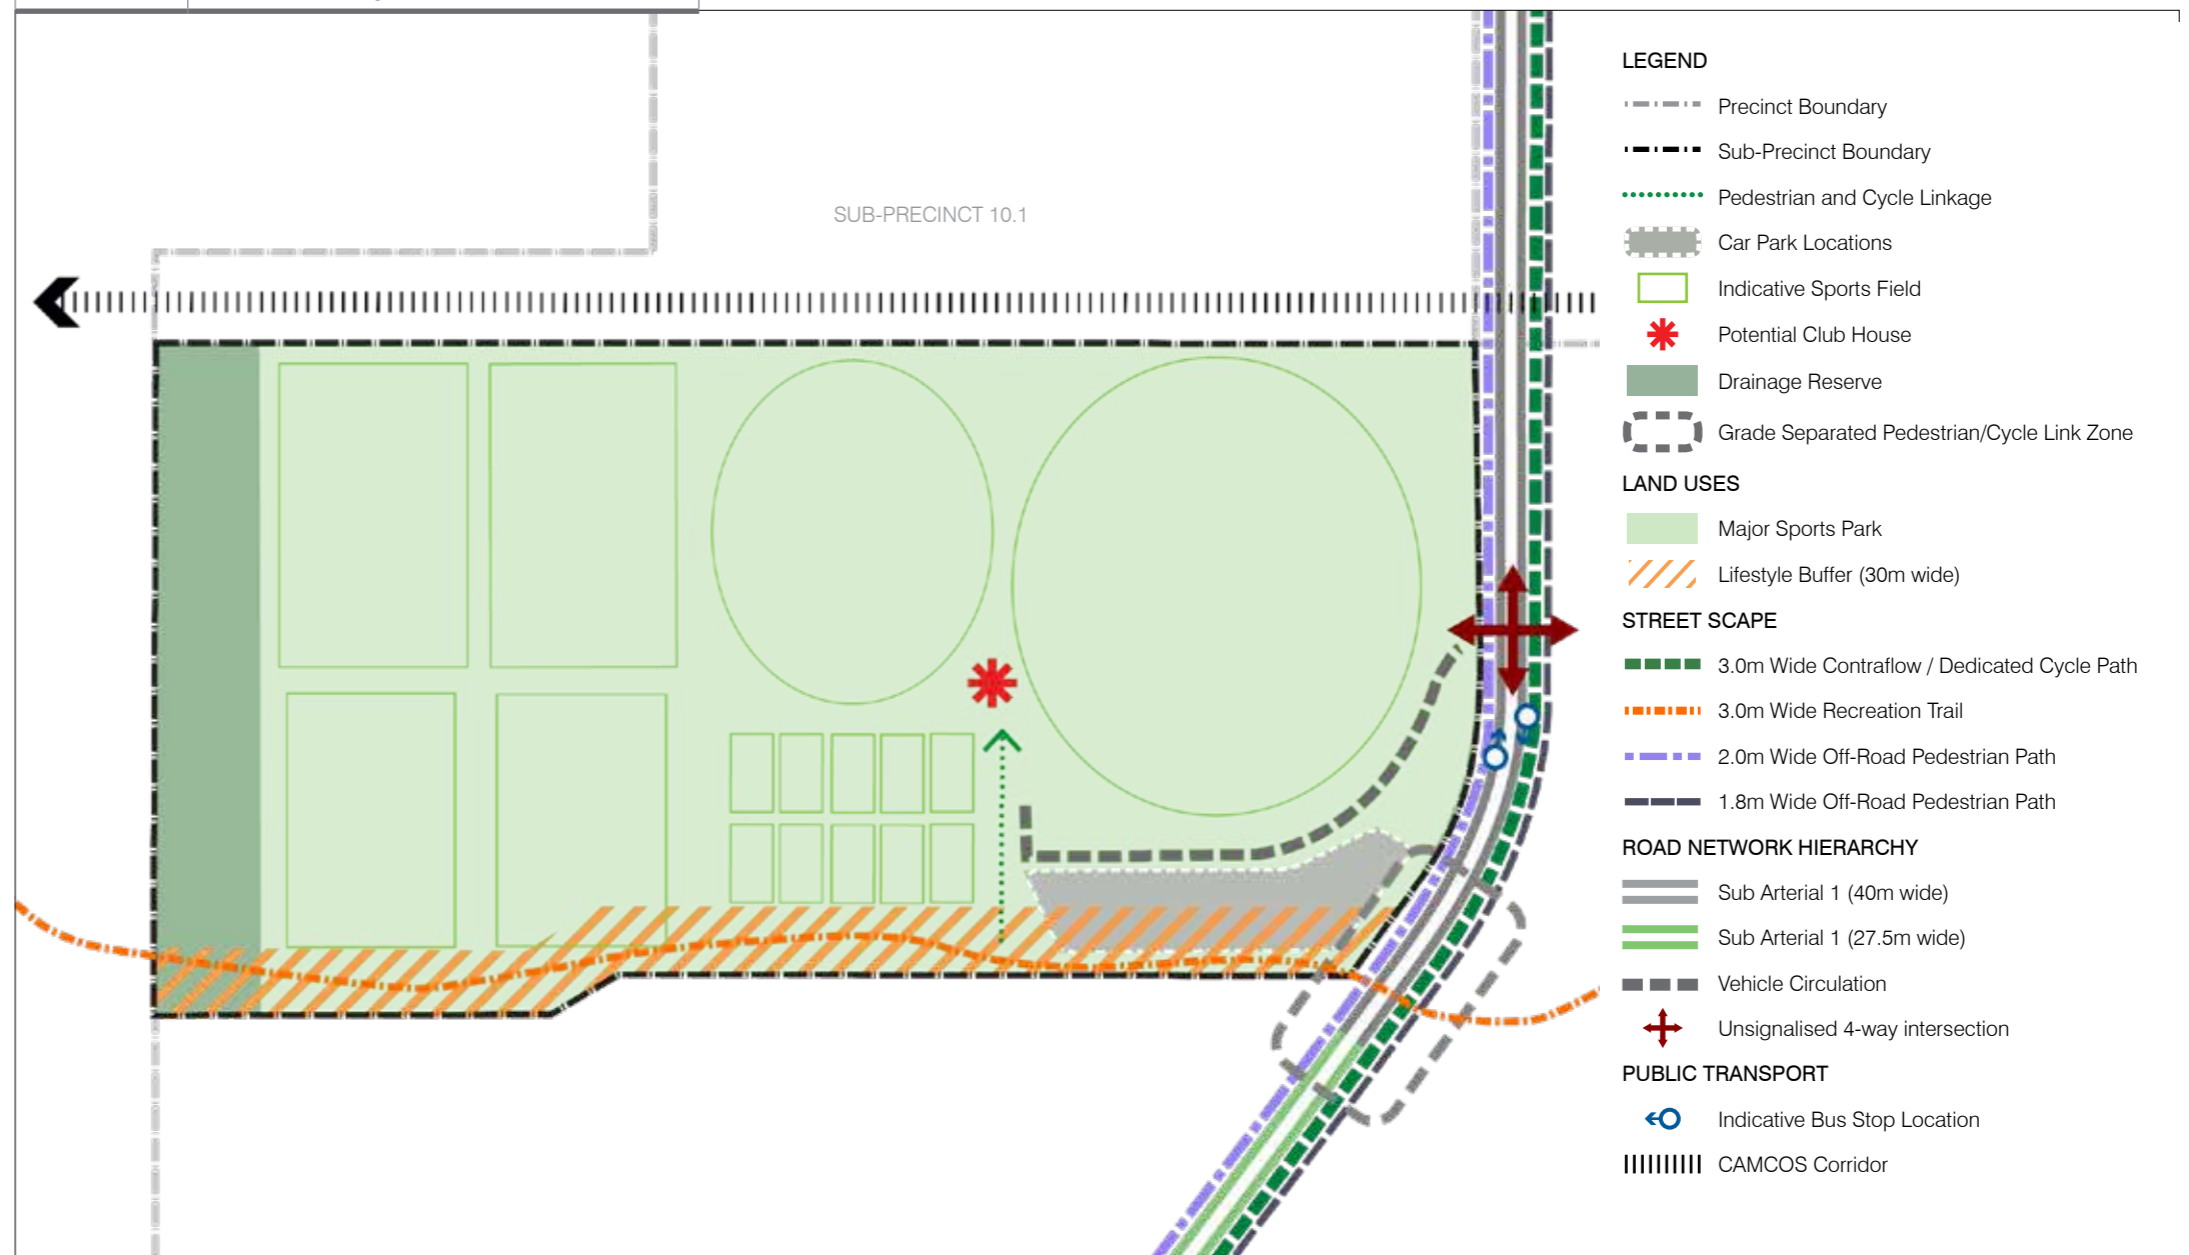 SUB-PRECINCT 10.1
LEGEND
Precinct Boundary
Sub-Precinct Boundary
Pedestrian and Cycle Linkage
Car Park Locations
Indicative Sports Field
Potential Club House
Drainage Reserve
Grade Separated Pedestrian/Cycle Link Zone
LAND USES
Major Sports Park
Lifestyle Buffer (30m wide)
STREET SCAPE
3.0m Wide Contraflow / Dedicated Cycle Path
3.0m Wide Recreation Trail
2.0m Wide Off-Road Pedestrian Path
1.8m Wide Off-Road Pedestrian Path
ROAD NETWORK HIERARCHY
Sub Arterial 1 (40m wide)
Sub Arterial 1 (27.5m wide)
Vehicle Circulation
Unsignalised 4-way intersection
PUBLIC TRANSPORT
Indicative Bus Stop Location
CAMCOS Corridor